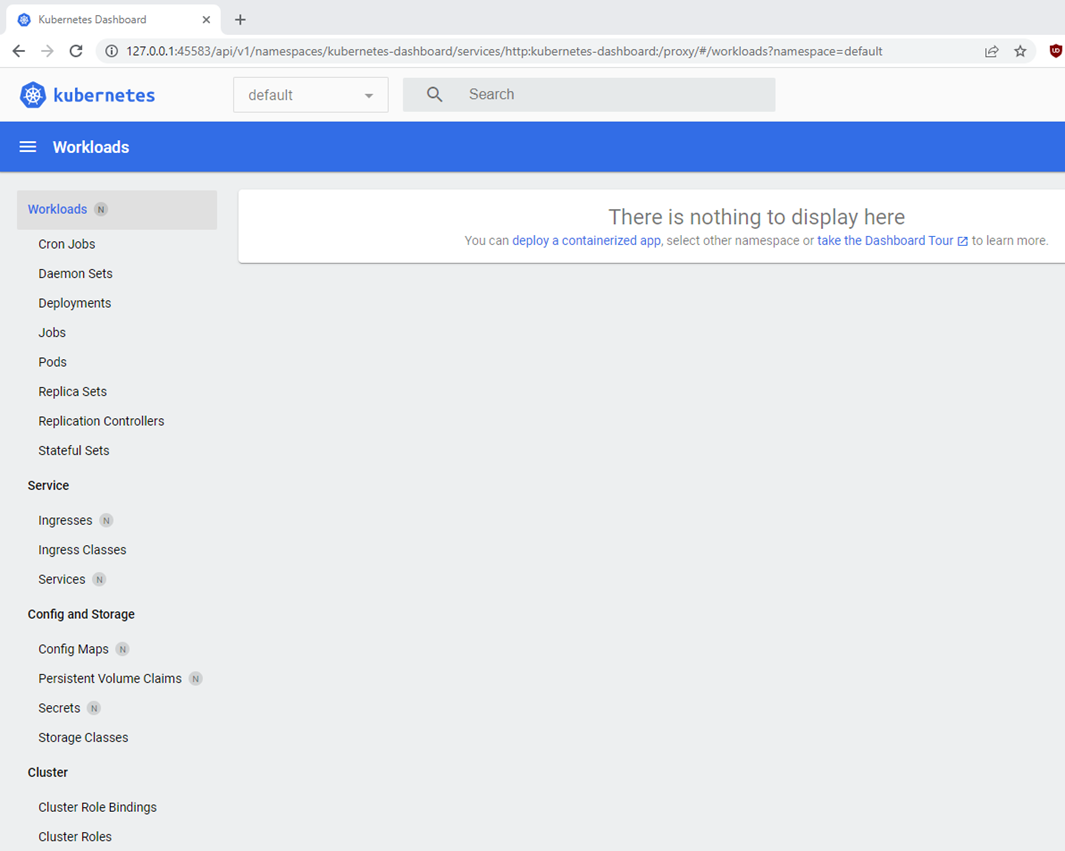 Kubernetes Dashboard
127.0.0.1:45583/api/v1/namespaces/kubernetes-dashboard/services/http:kubernetes-dashboard:/proxy/#/workloads?namespace=default
kubernetes
default
Search
Workloads
Workloads N
There is nothing to display here
You can deploy a containerized app, select other namespace or take the Dashboard Tour to learn more.
Cron Jobs
Daemon Sets
Deployments
Jobs
Pods
Replica Sets
Replication Controllers
Stateful Sets
Service
Ingresses N
Ingress Classes
Services N
Config and Storage
Config Maps N
Persistent Volume Claims N
Secrets N
Storage Classes
Cluster
Cluster Role Bindings
Cluster Roles